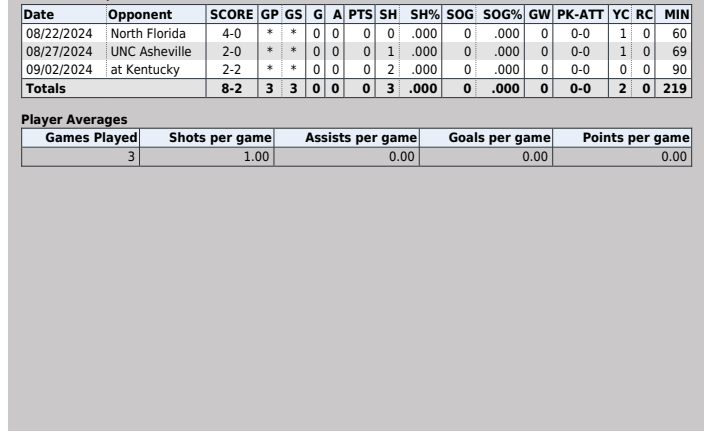 Date Opponent SCORE GP GS G A PTS SH SH% SOG SOG% GW PK-ATT YC RC MIN
08/22/2024 North Florida 4-0 * * 0 0 0 0 .000 0 .000 0 0-0 1 0 60
08/27/2024 UNC Asheville 2-0 * * 0 0 0 1 .000 0 .000 0 0-0 1 0 69
09/02/2024 at Kentucky 2-2 * * 0 0 0 2 .000 0 .000 0 0-0 0 0 90
Totals 8-2 3 3 0 0 0 3 .000 0 .000 0 0-0 2 0 219
Player Averages
Games Played Shots per game Assists per game Goals per game Points per game
3 1.00 0.00 0.00 0.00